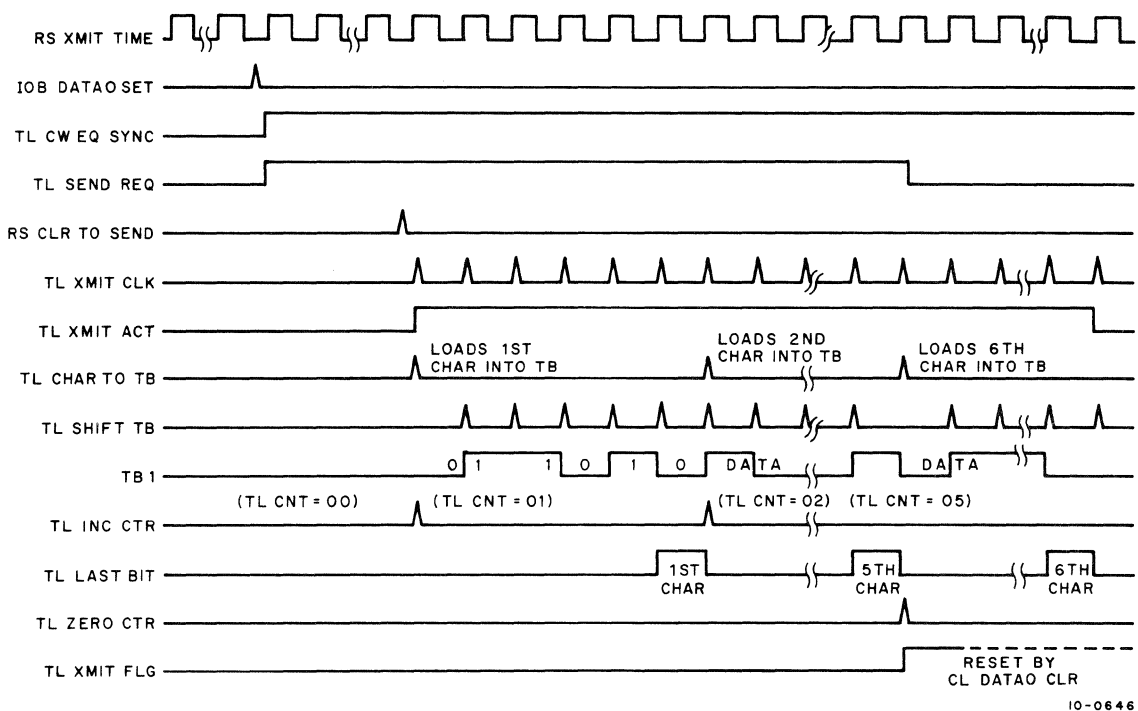 RS XMIT TIME
IOB DATAO SET
TL CW EQ SYNC
TL SEND REQ
RS CLR TO SEND
TL XMIT CLK
TL XMIT ACT
LOADS 1ST
CHAR INTO TB
LOADS 2ND
CHAR INTO TB
LOADS 6TH
CHAR INTO TB
TL CHAR TO TB
TL SHIFT TB
TB 1
0 1 1 0 1 0 DATA DATA
(TL CNT = 00) (TL CNT = 01) (TL CNT = 02) (TL CNT = 05)
TL INC CTR
TL LAST BIT
1ST
CHAR
5TH
CHAR
6TH
CHAR
TL ZERO CTR
TL XMIT FLG
RESET BY
CL DATAO CLR
10-0646